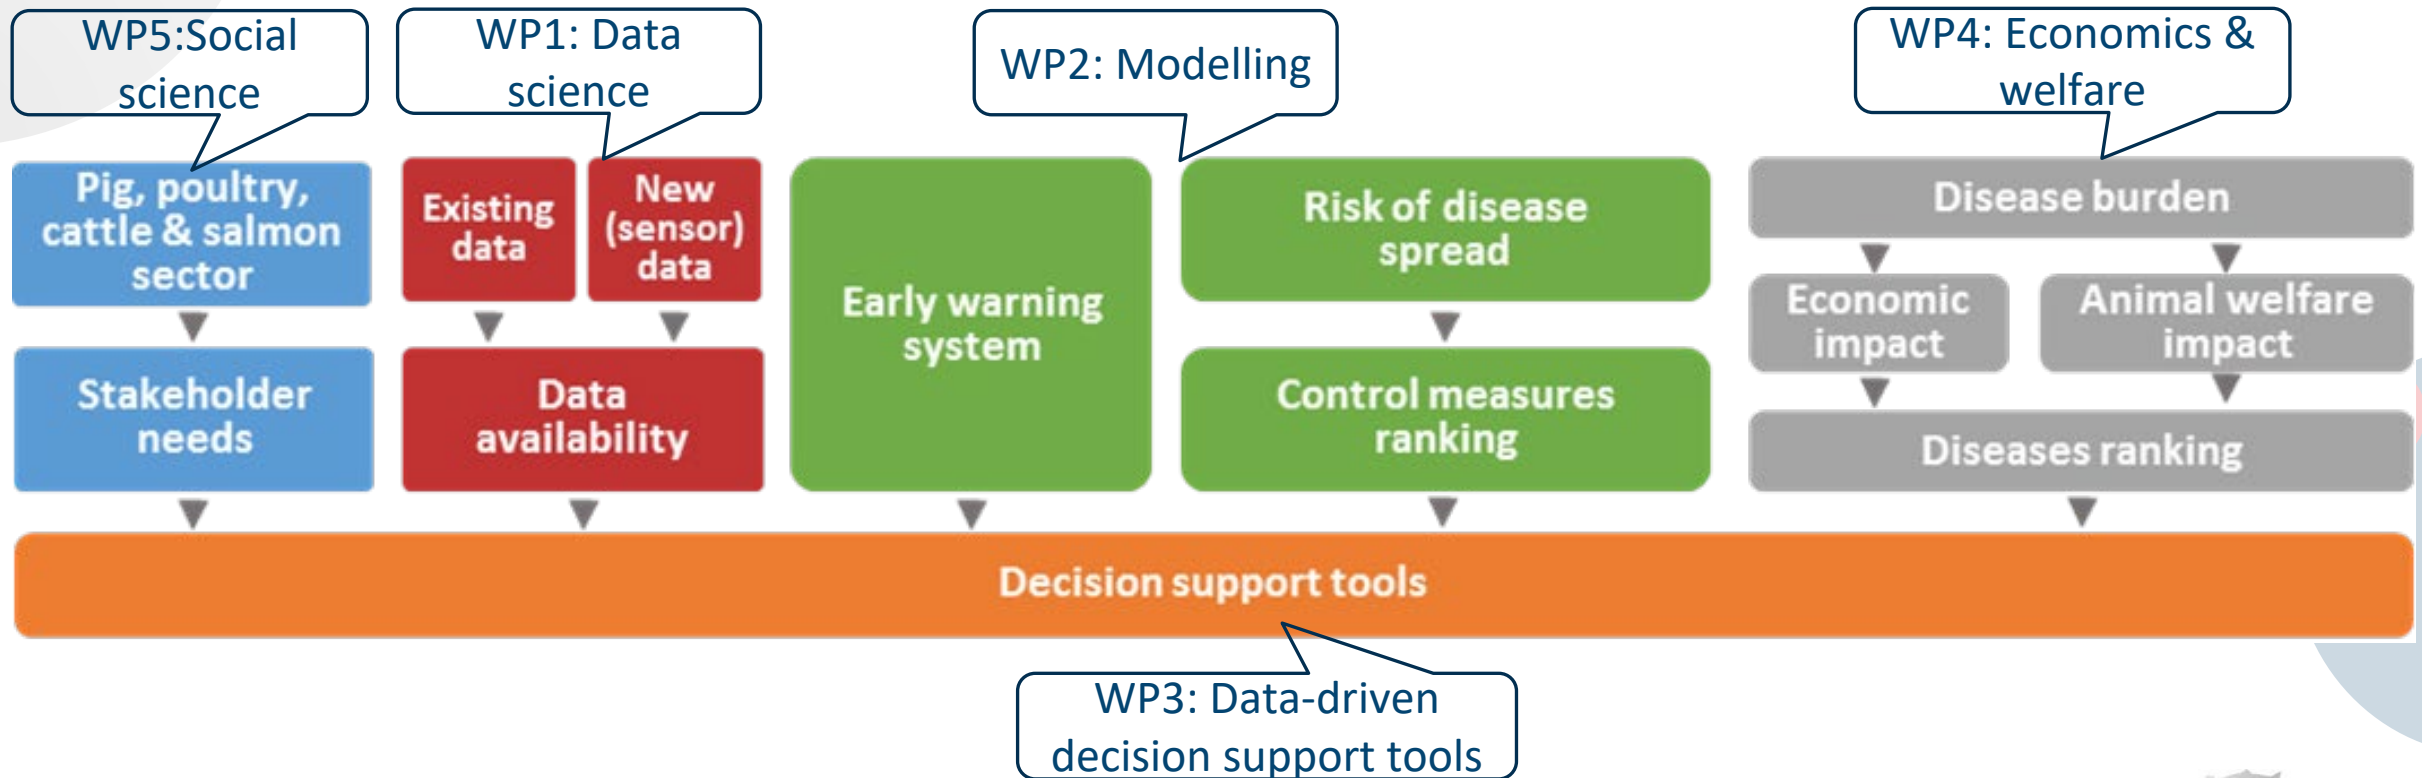 WP5:Social
science
WP1: Data
science
WP2: Modelling
WP4: Economics &
welfare
Pig, poultry,
cattle & salmon
sector
Existing
data
New
(sensor)
data
Early warning
system
Risk of disease
spread
Disease burden
Economic
impact
Animal welfare
impact
Stakeholder
needs
Data
availability
Control measures
ranking
Diseases ranking
Decision support tools
WP3: Data-driven
decision support tools